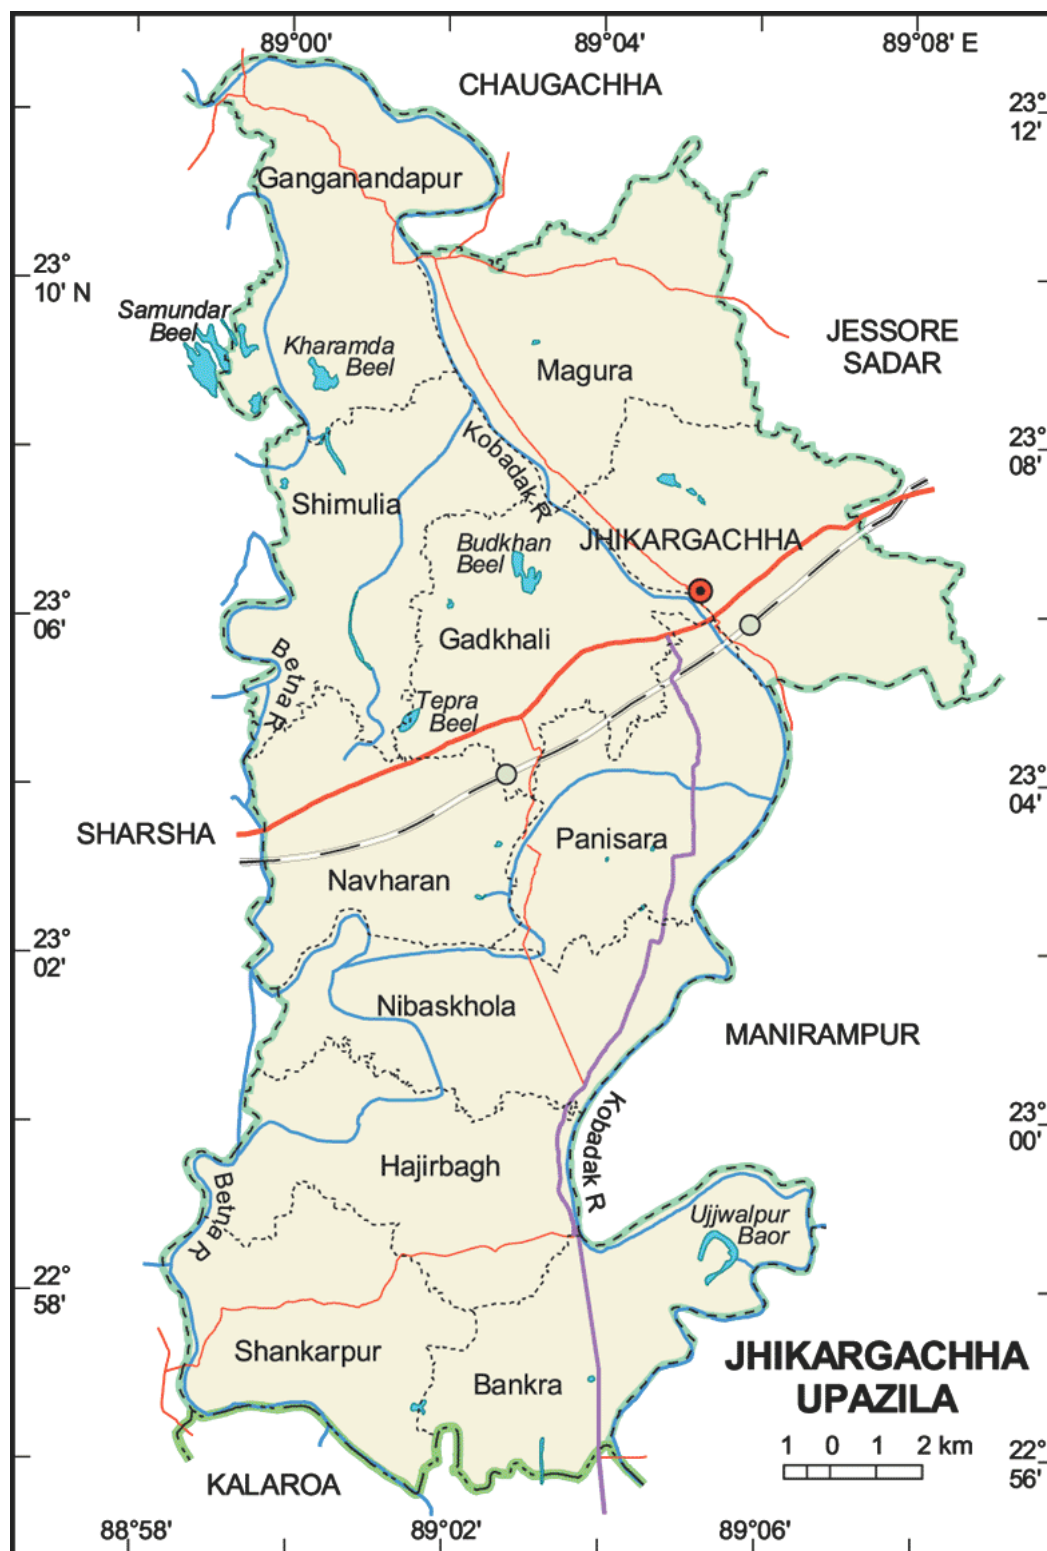 89°00'
89°04'
89°08' E
CHAUGACHHA
23°
12'
Ganganandapur
23°
10' N
Samundar
Beel
Kharamda
Beel
JESSORE
SADAR
Magura
Kobadak R
23°
08'
Shimulia
Budkhan
Beel
JHIKARGACHHA
23°
06'
Gadkhali
Betna R
Tepra
Beel
23°
04'
SHARSHA
Panisara
Navharan
23°
02'
Nibaskhola
MANIRAMPUR
Kobadak R
23°
00'
Hajirbagh
Betna R
Ujjwalpur
Baor
22°
58'
Shankarpur
Bankra
JHIKARGACHHA
UPAZILA
1 0 1 2 km
KALAROA
22°
56'
88°58'
89°02'
89°06'